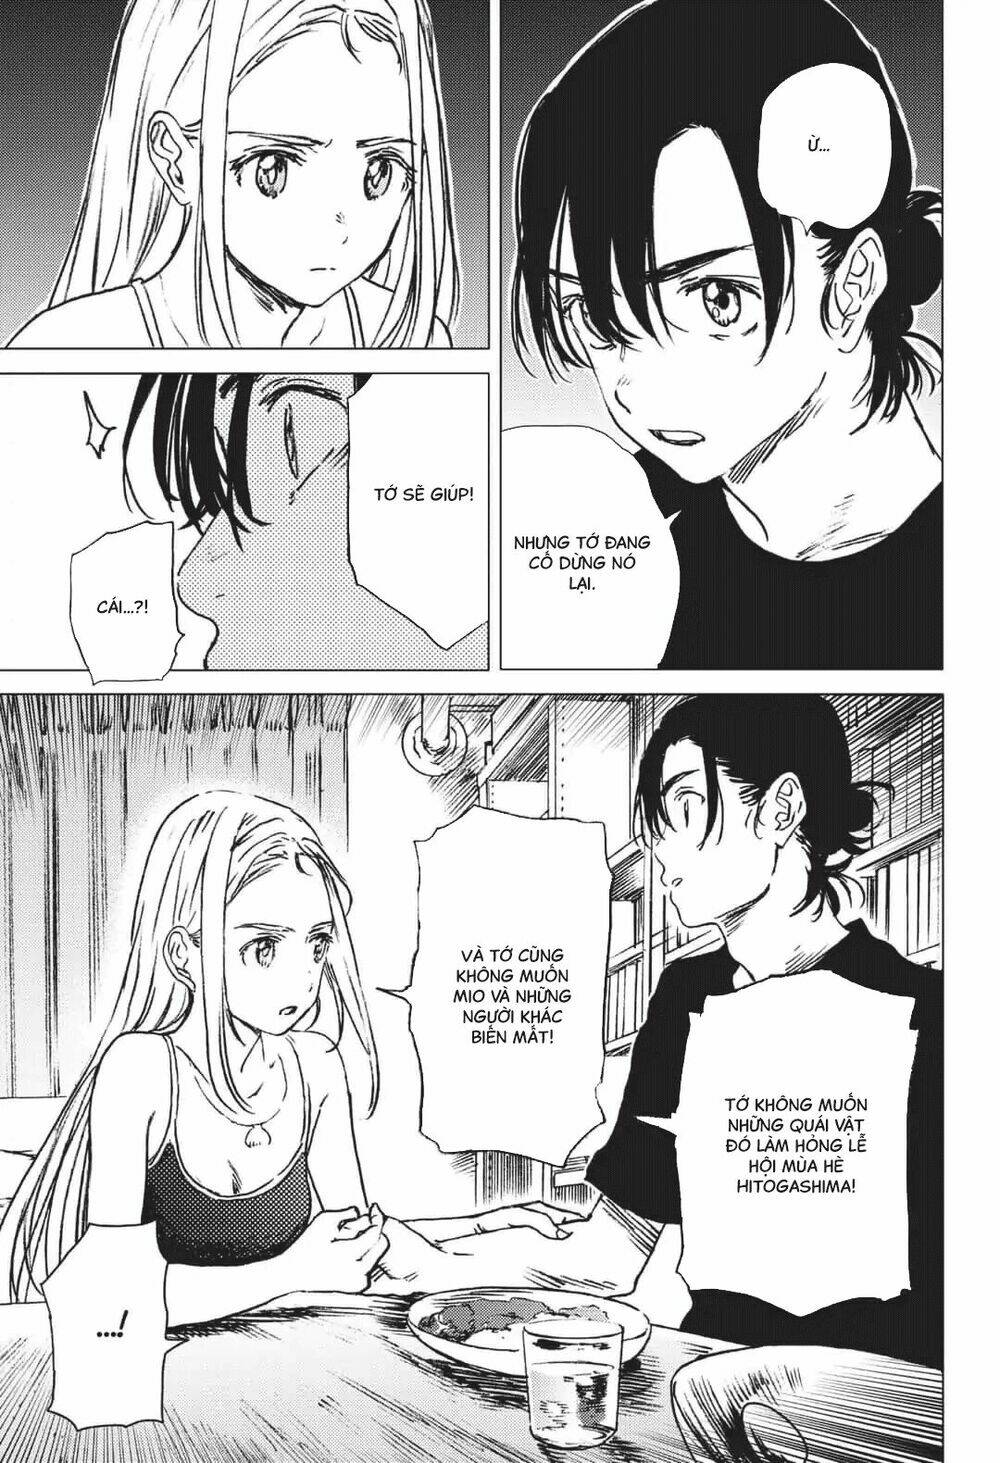 Ừ...
NHƯNG TỚ ĐANG
CỐ DỪNG NÓ
LẠI.
TỚ SẼ GIÚP!
CÁI...?!
TỚ KHÔNG MUỐN
NHỮNG QUÁI VẬT
ĐÓ LÀM HỎNG LỄ
HỘI MÙA HÈ
HITOGASHIMA!
VÀ TỚ CŨNG
KHÔNG MUỐN
MIO VÀ NHỮNG
NGƯỜI KHÁC
BIẾN MẤT!
....!